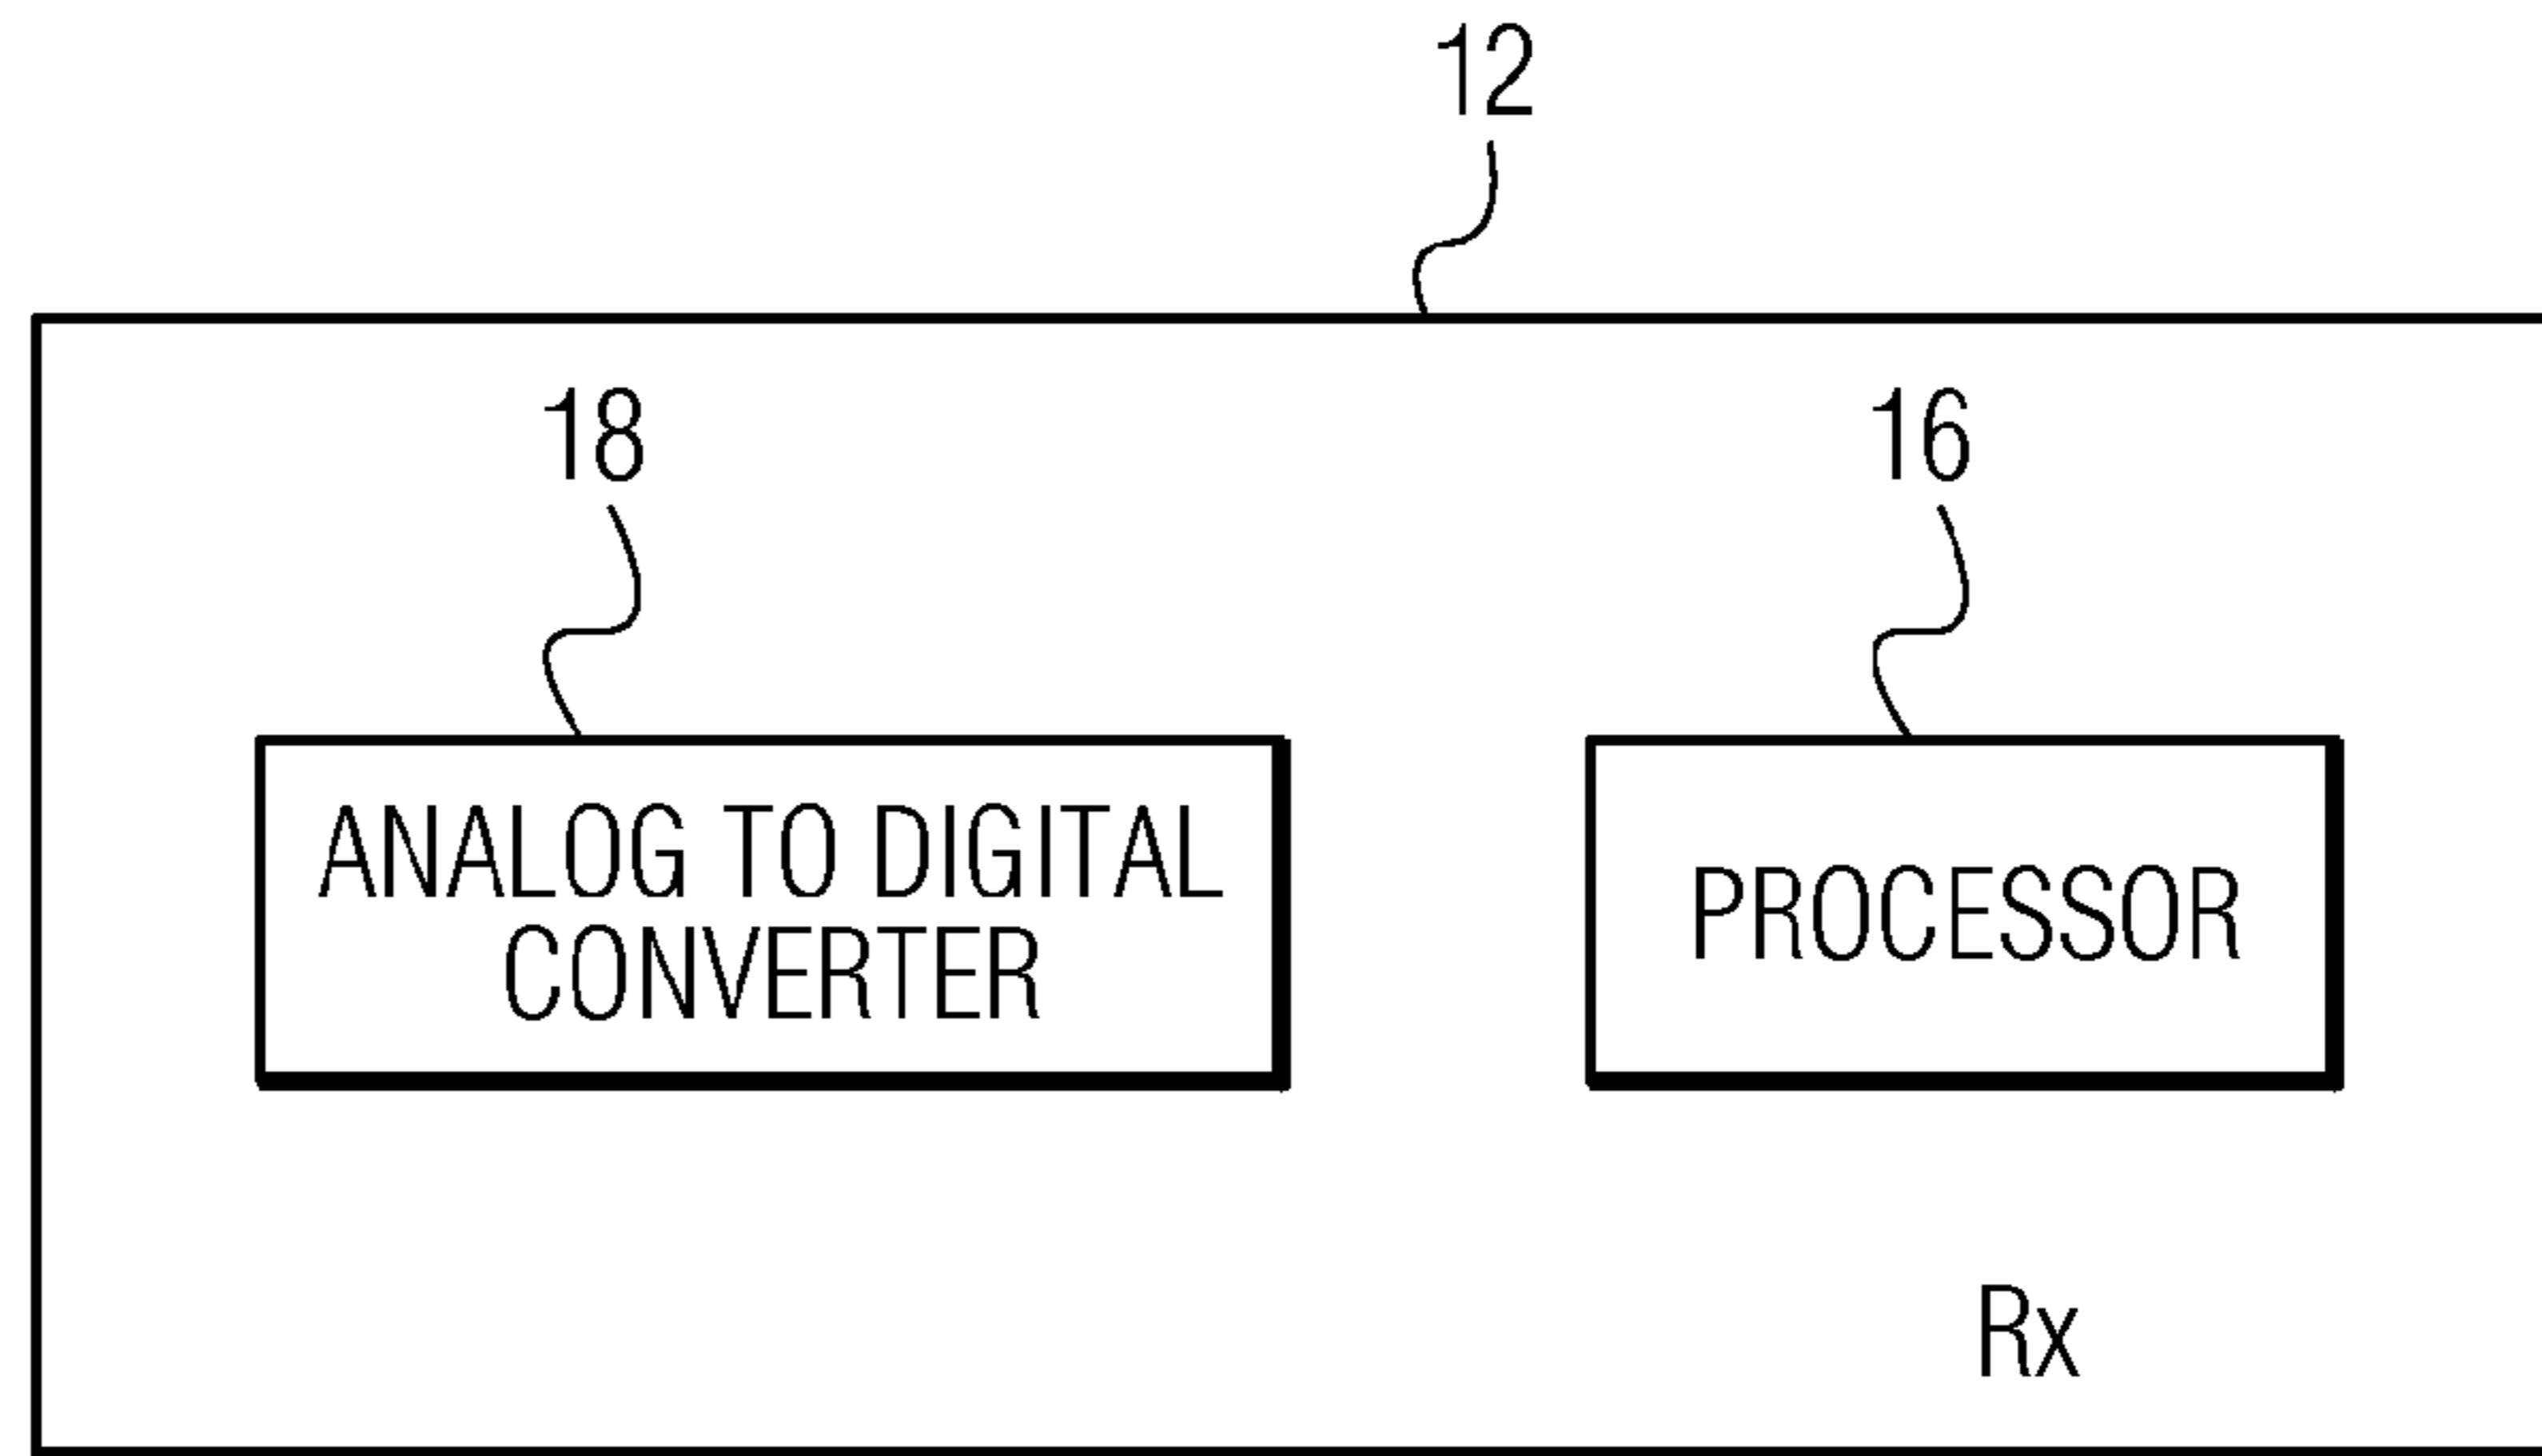 12
18
16
ANALOG TO DIGITAL
CONVERTER
PROCESSOR
Rx